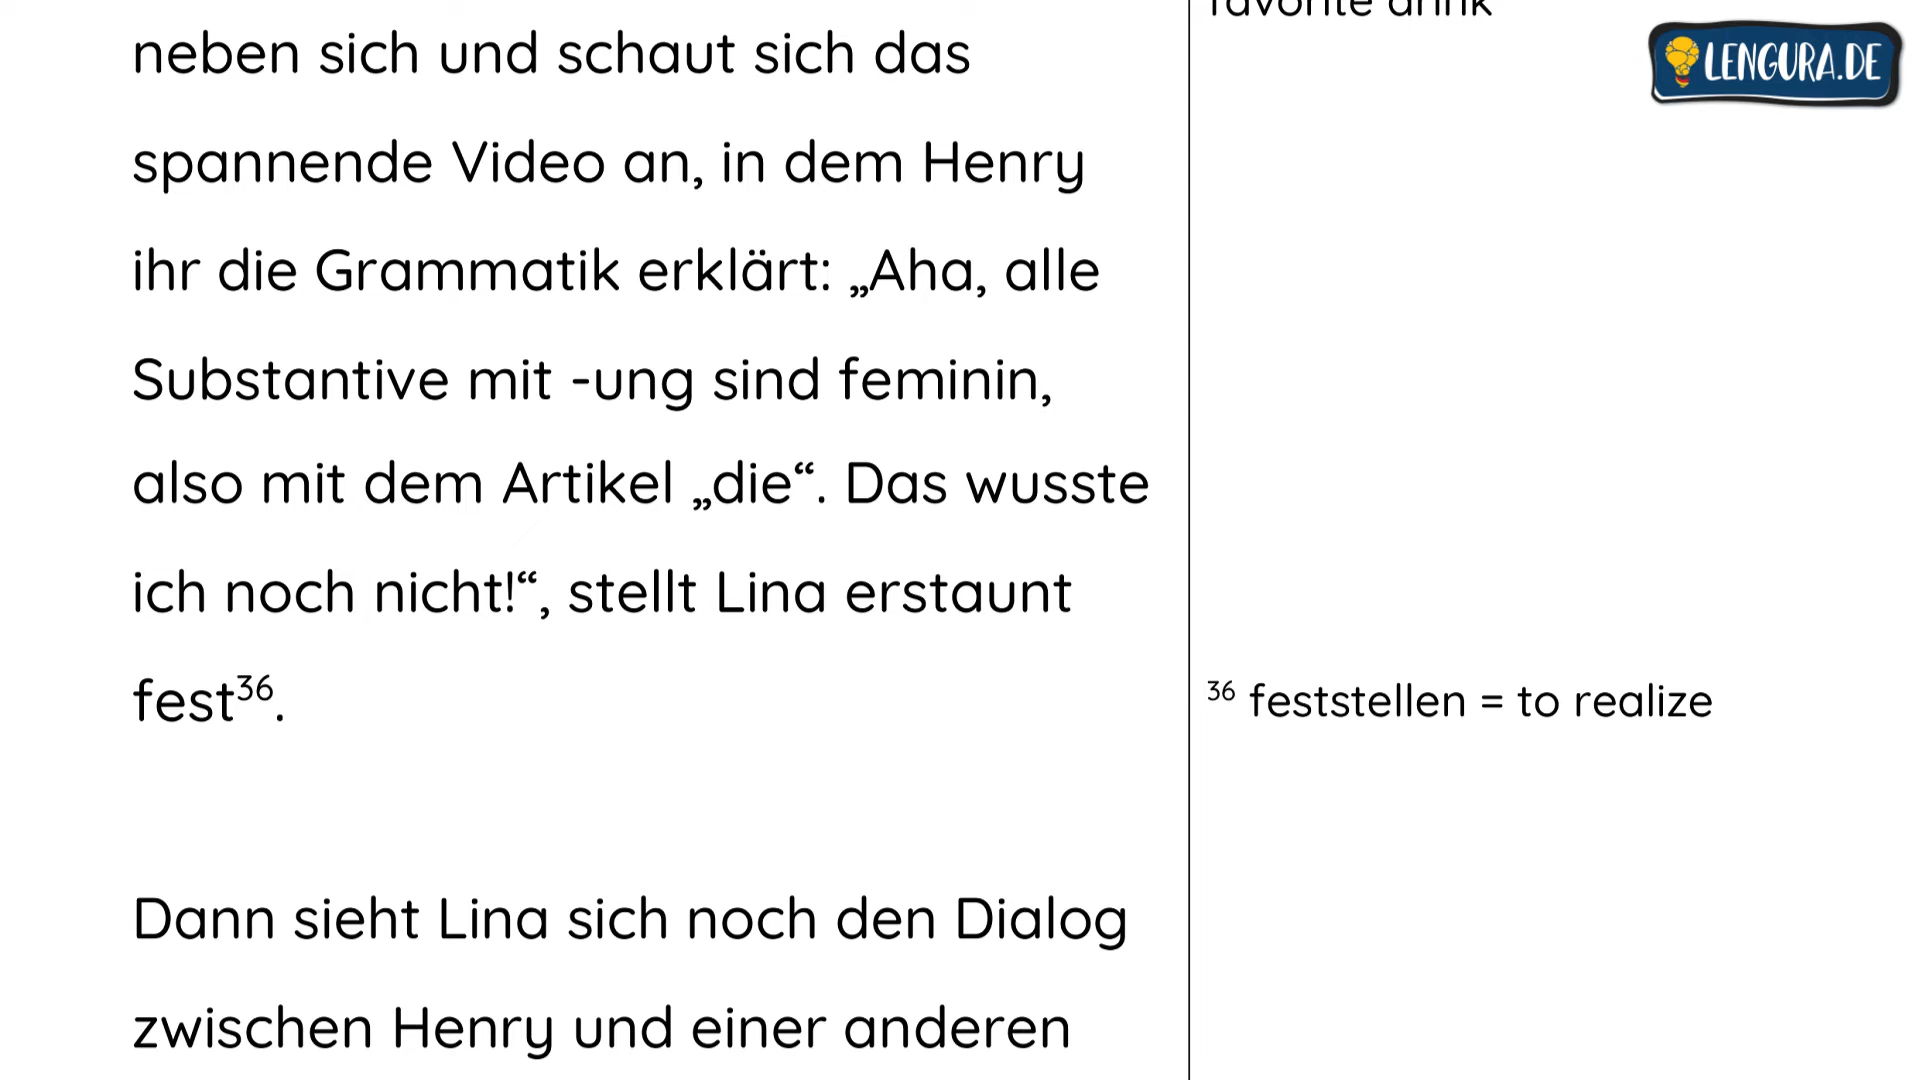 favorite drink
LENGURA.DE
neben sich und schaut sich das
spannende Video an, in dem Henry
ihr die Grammatik erklärt: „Aha, alle
Substantive mit -ung sind feminin,
also mit dem Artikel „die“. Das wusste
ich noch nicht!“, stellt Lina erstaunt
fest³⁶.
³⁶ feststellen = to realize
Dann sieht Lina sich noch den Dialog
zwischen Henry und einer anderen